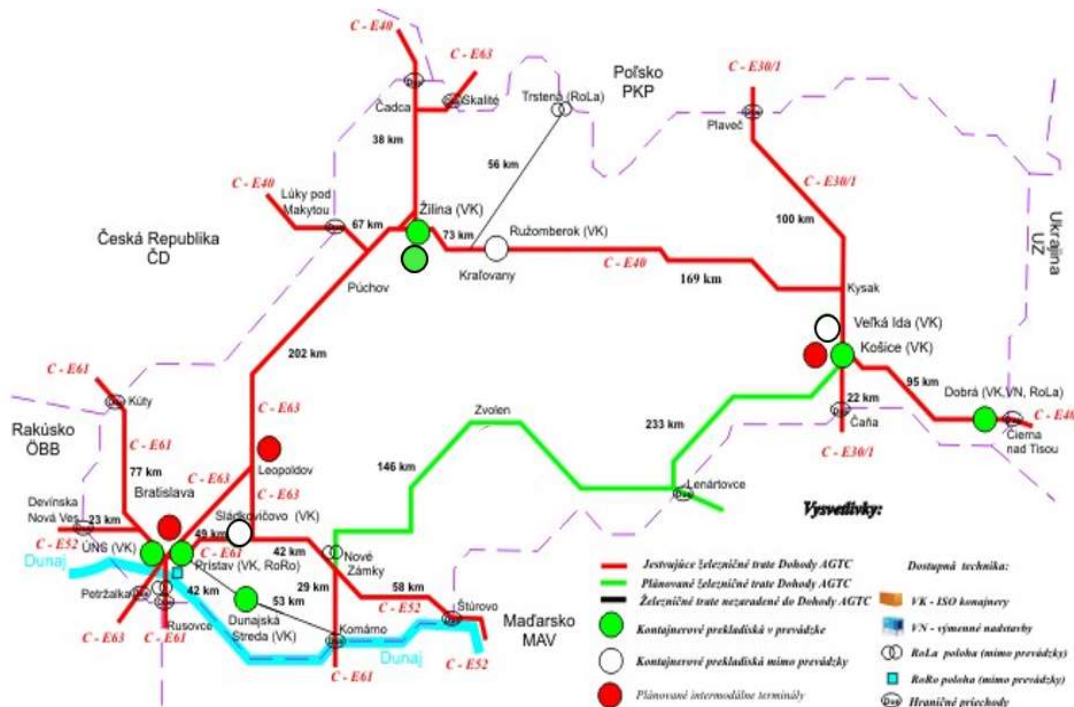 C - E40
C - E63
Poľsko
PKP
C - E30/1
Čadca
Skalité
Trstená (RoLa)
Plaveč
38 km
56 km
C - E40
Lúky pod
Makytou
C - E30/1
Žilina (VK)
100 km
67 km
73 km
Ružomberok (VK)
Ukrajina
UZ
Česká Republika
ČD
Kraľovany
C - E40
Púchov
169 km
Kysak
Veľká Ida (VK)
Košice (VK)
202 km
C - E61
95 km
Dobrá (VK,VN, RoLa)
Kúty
22 km
C - E40
Rakúsko
ÖBB
C - E63
Zvolen
233 km
Čaňa
Čierna
nad Tisou
C - E61
C - E30/1
77 km
C - E63
Leopoldov
146 km
Bratislava
C - E63
Lenártovce
Devínska
Nová Ves
Sládkovičovo (VK)
Vysvetlivky:
23 km
49 km
C - E52
ÚNS (VK)
C - E61
42 km
Nové
Zámky
Dunaj
Prístav (VK, RoRo)
Jestvujúce železničné trate Dohody AGTC
Dostupná technika:
29 km
58 km
Petržalka
42 km
C - E52
Plánované železničné trate Dohody AGTC
53 km
Štúrovo
Železničné trate nezaradené do Dohody AGTC
VK - ISO konajnery
Rusovce
Dunajská
Streda (VK)
Maďarsko
MAV
C - E63
C - E61
Komárno
Kontajnerové prekladiská v prevádzke
VN - výmenné nadstavby
Dunaj
C - E52
Kontajnerové prekladiská mimo prevádzky
RoLa poloha (mimo prevádzky)
C - E61
RoRo poloha (mimo prevádzky)
Plánované intermodálne terminály
Hraničné priechody